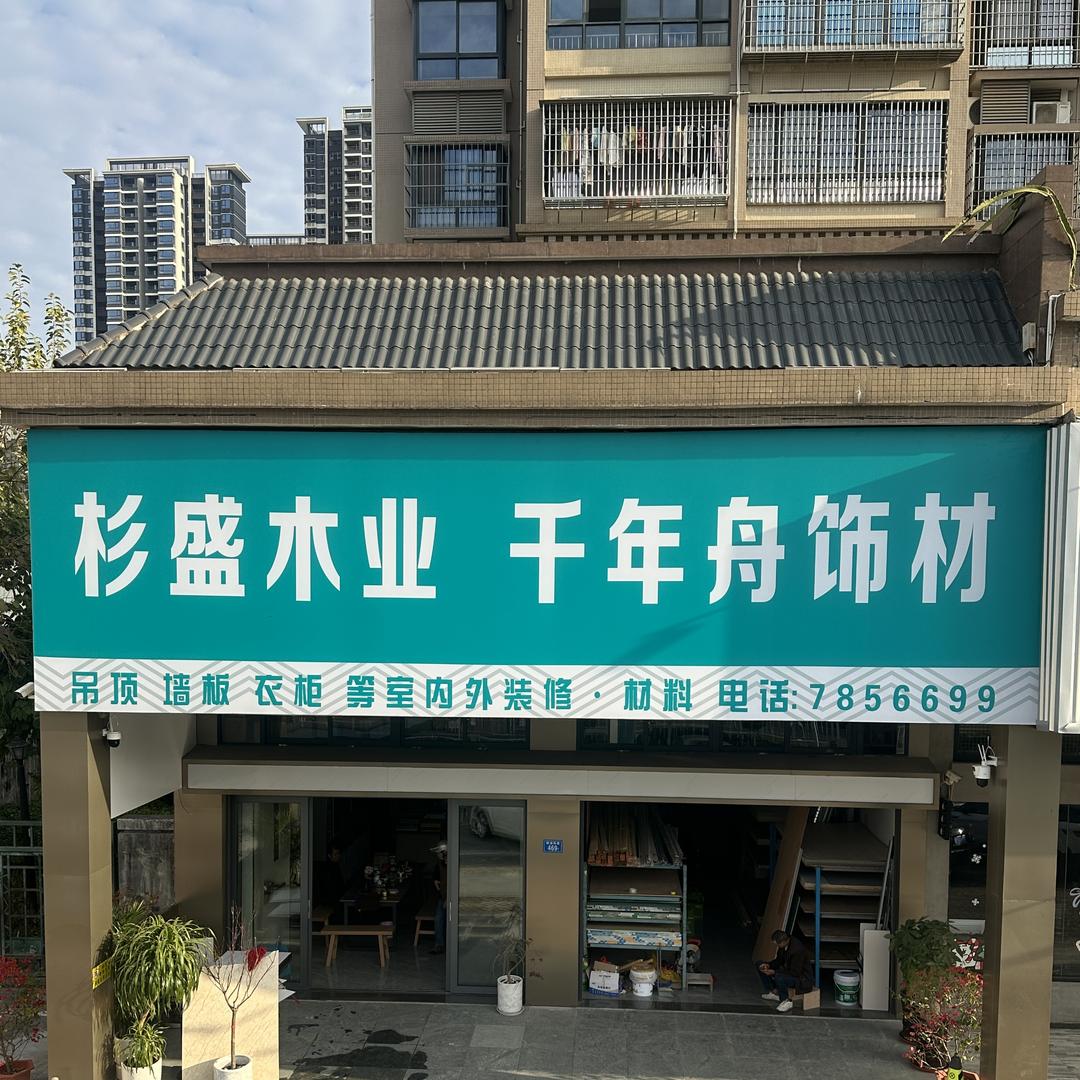 杉盛木业 千年舟饰材
吊顶 墙板 衣柜 等室内外装修·材料 电话:7856699
469